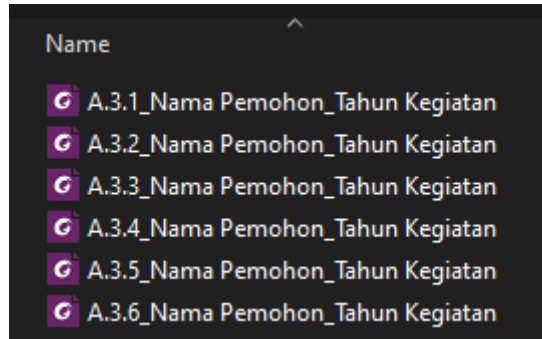 Name
A.3.1_Nama Pemohon_Tahun Kegiatan
A.3.2_Nama Pemohon_Tahun Kegiatan
A.3.3_Nama Pemohon_Tahun Kegiatan
A.3.4_Nama Pemohon_Tahun Kegiatan
A.3.5_Nama Pemohon_Tahun Kegiatan
A.3.6_Nama Pemohon_Tahun Kegiatan